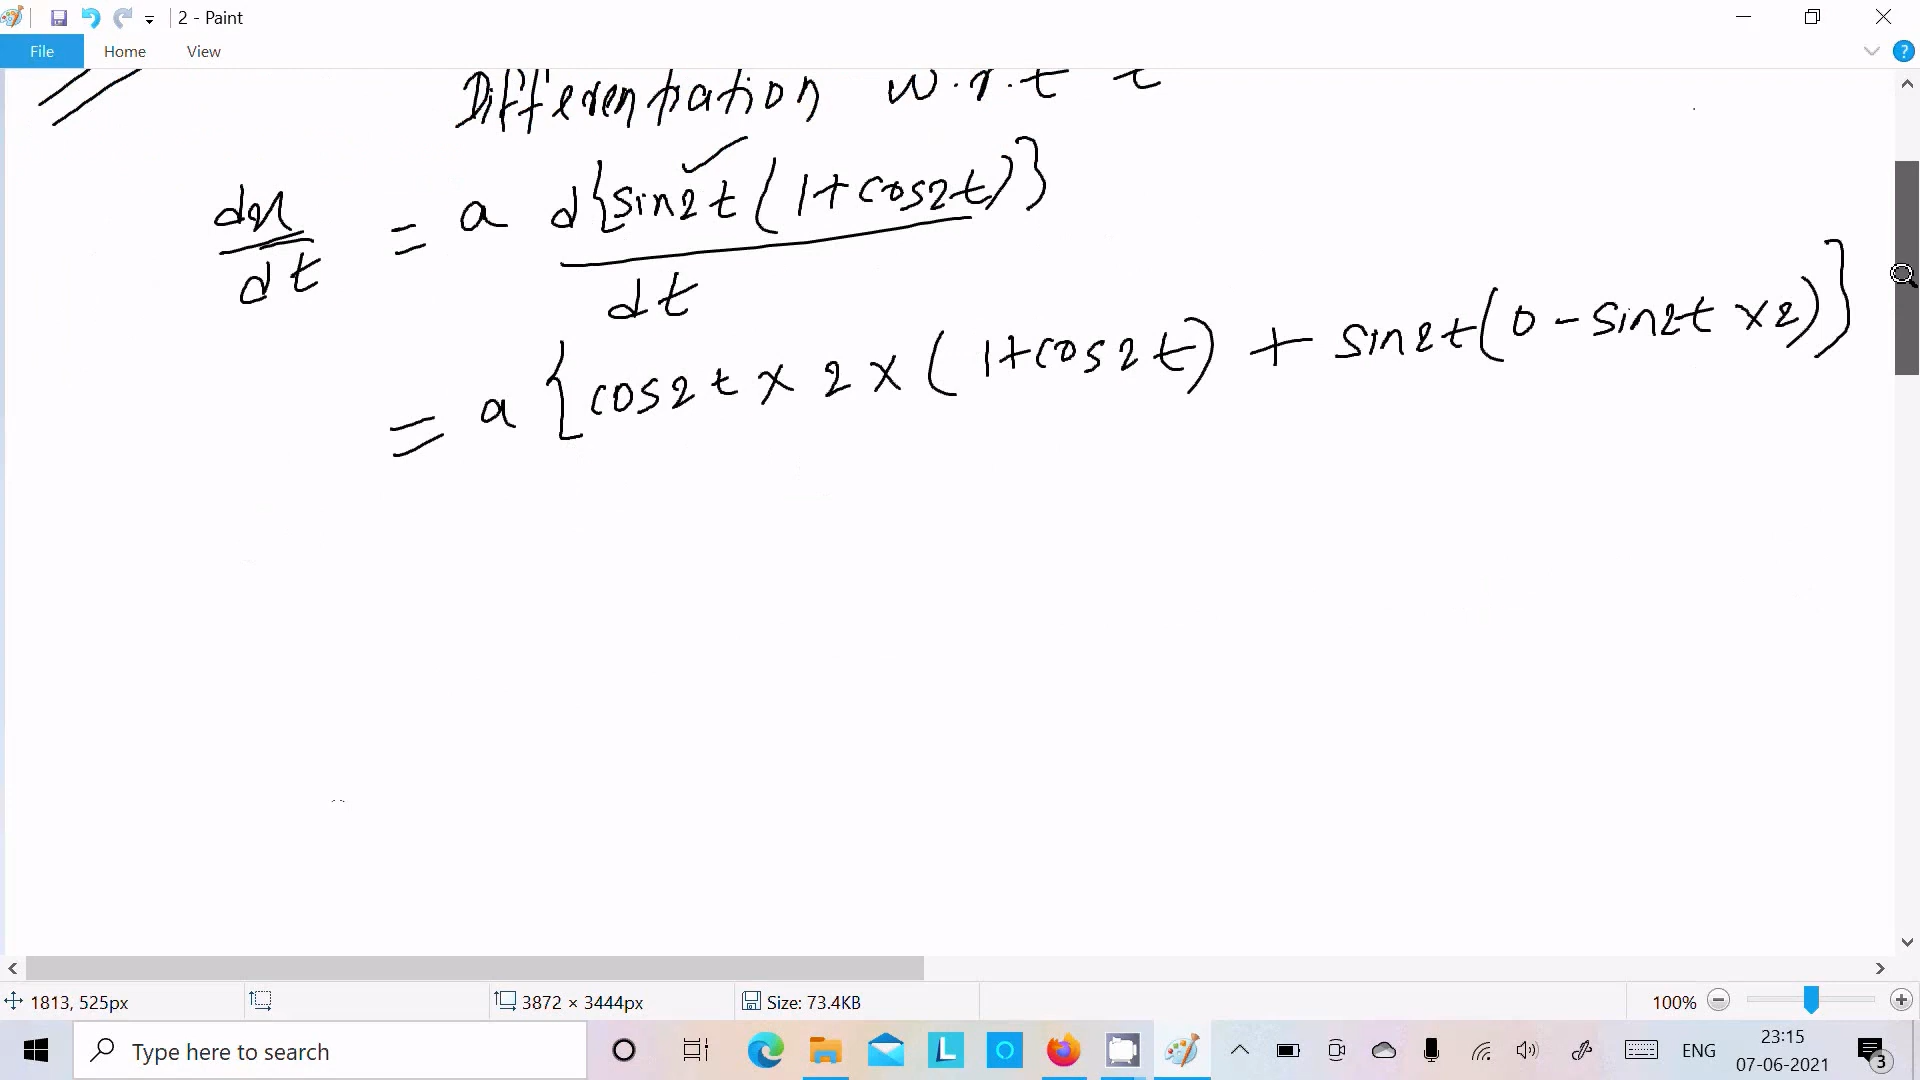 2 - Paint
File Home View
Differentiation w.r.t t
dx/dt = a d{sin2t(1+cos2t)}/dt
= a {cos2t × 2 × (1+cos2t) + sin2t(0 - sin2t × 2)}
1813, 525px 3872 × 3444px Size: 73.4KB 100%
Type here to search ENG 23:15
07-06-2021 3